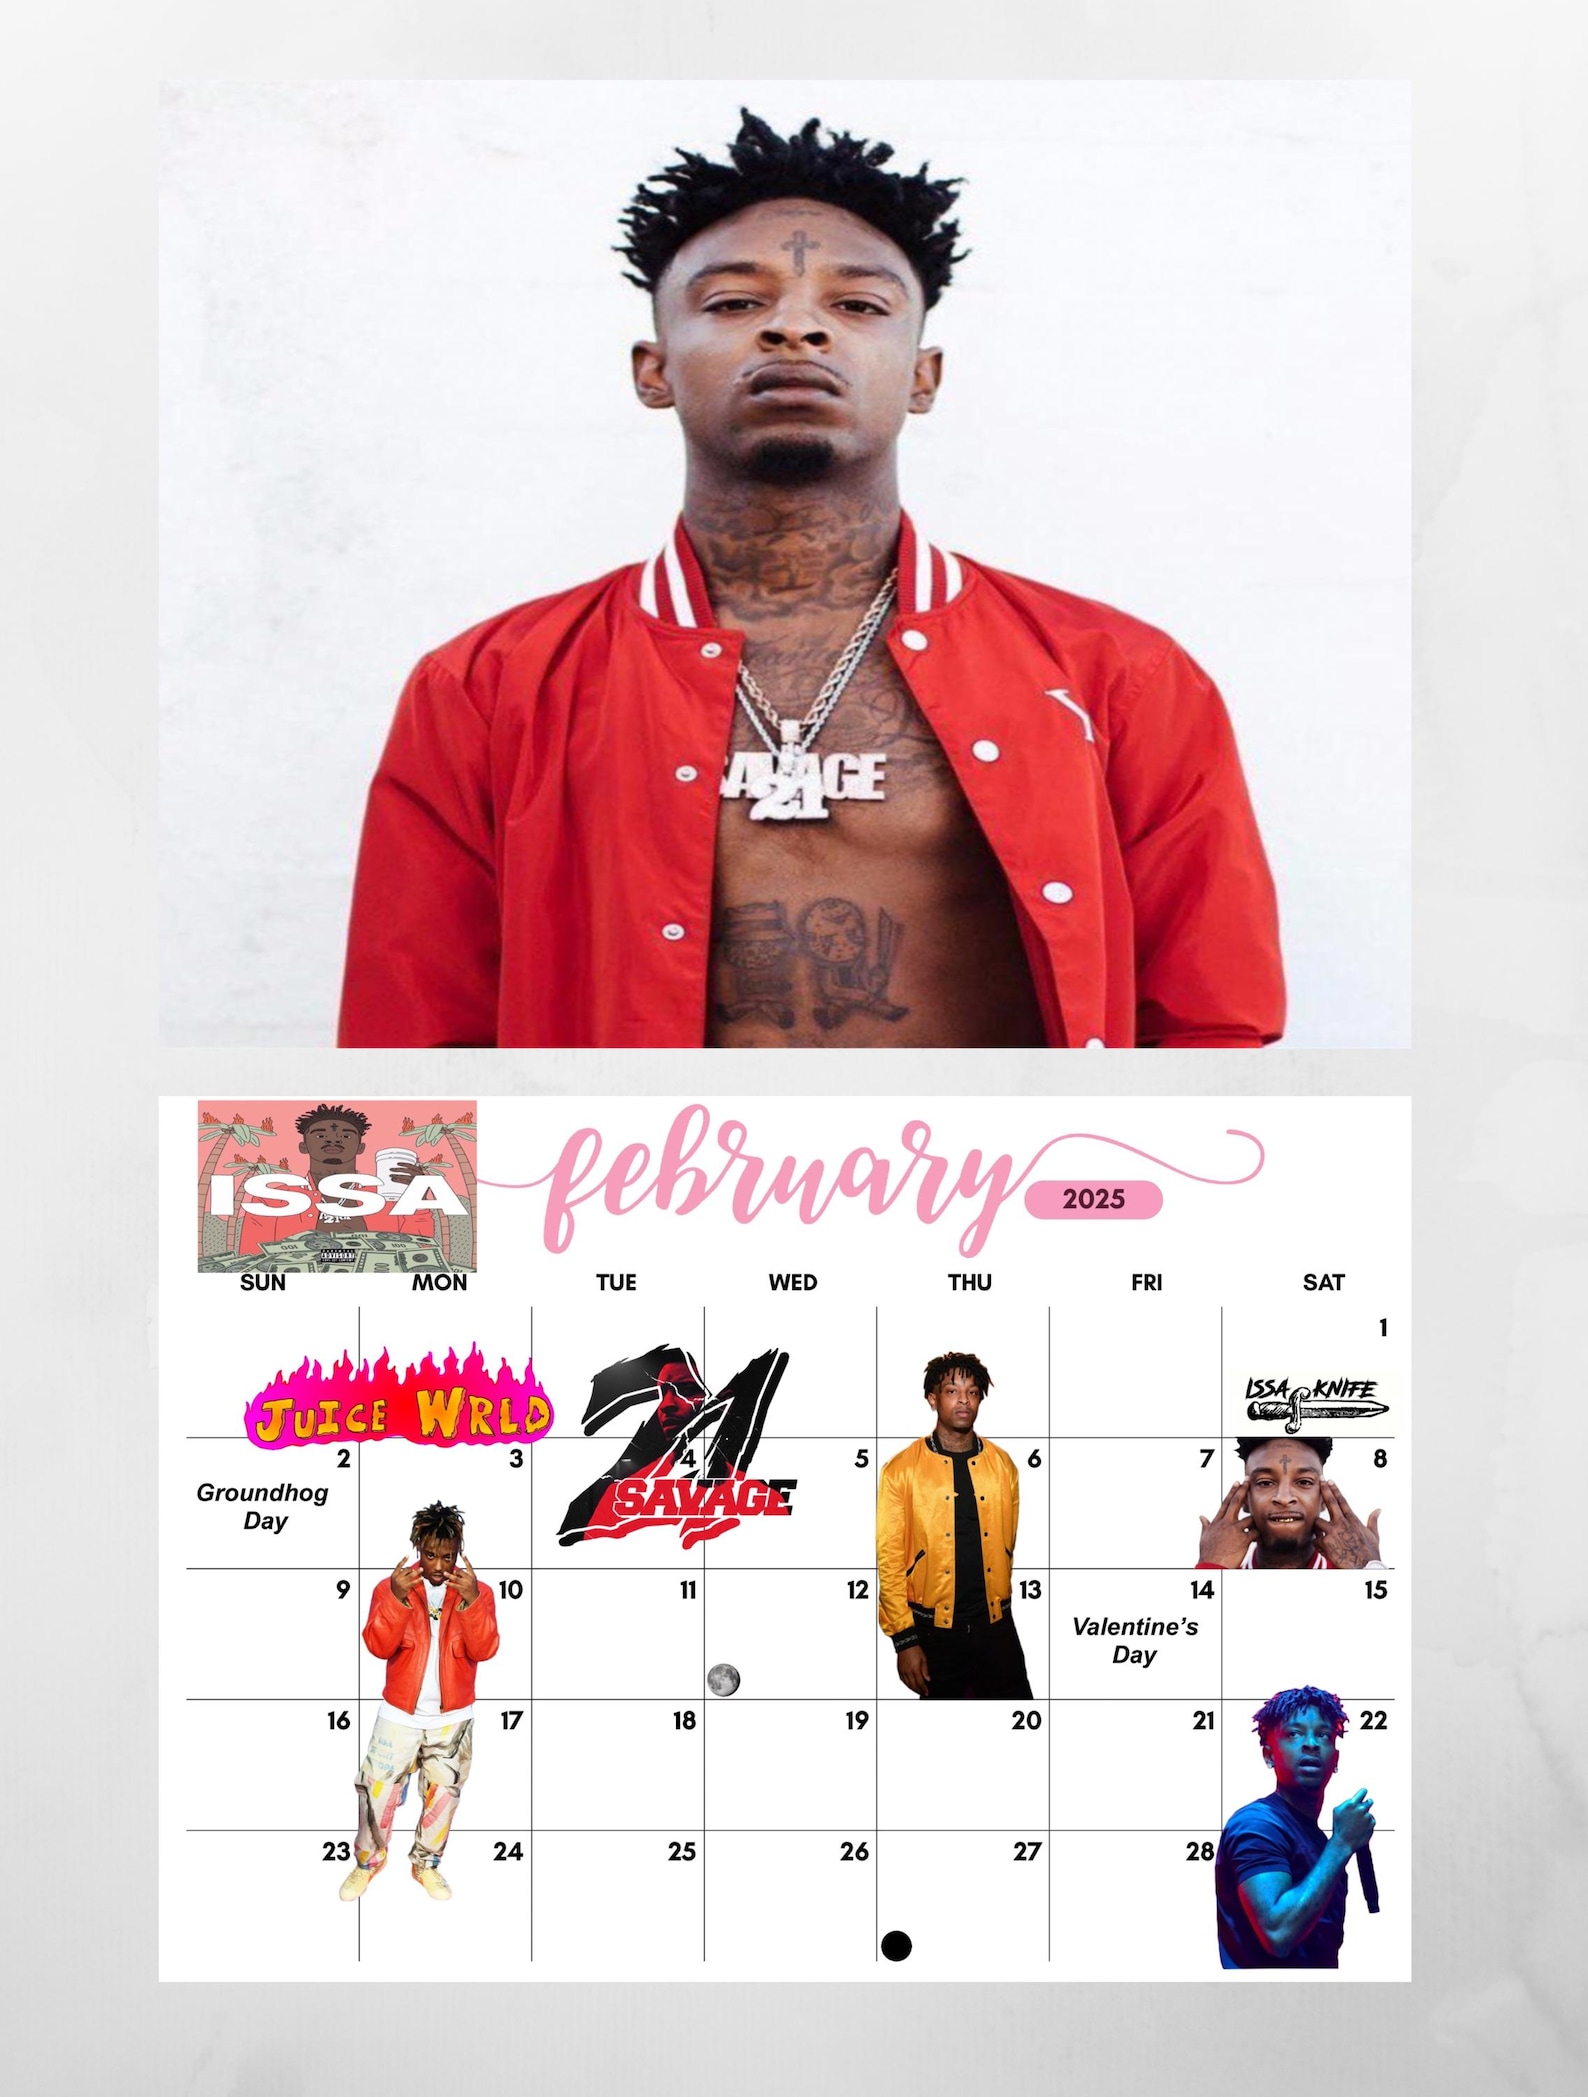 SAVAGE
21
ISSA
PARENTAL
ADVISORY
february
2025
SUN MON TUE WED THU FRI SAT
1
JUICE WRLD
21
SAVAGE
ISSA KNIFE
2 3 4 5 6 7 8
Groundhog
Day
9 10 11 12 13 14 15
Valentine’s
Day
16 17 18 19 20 21 22
23 24 25 26 27 28